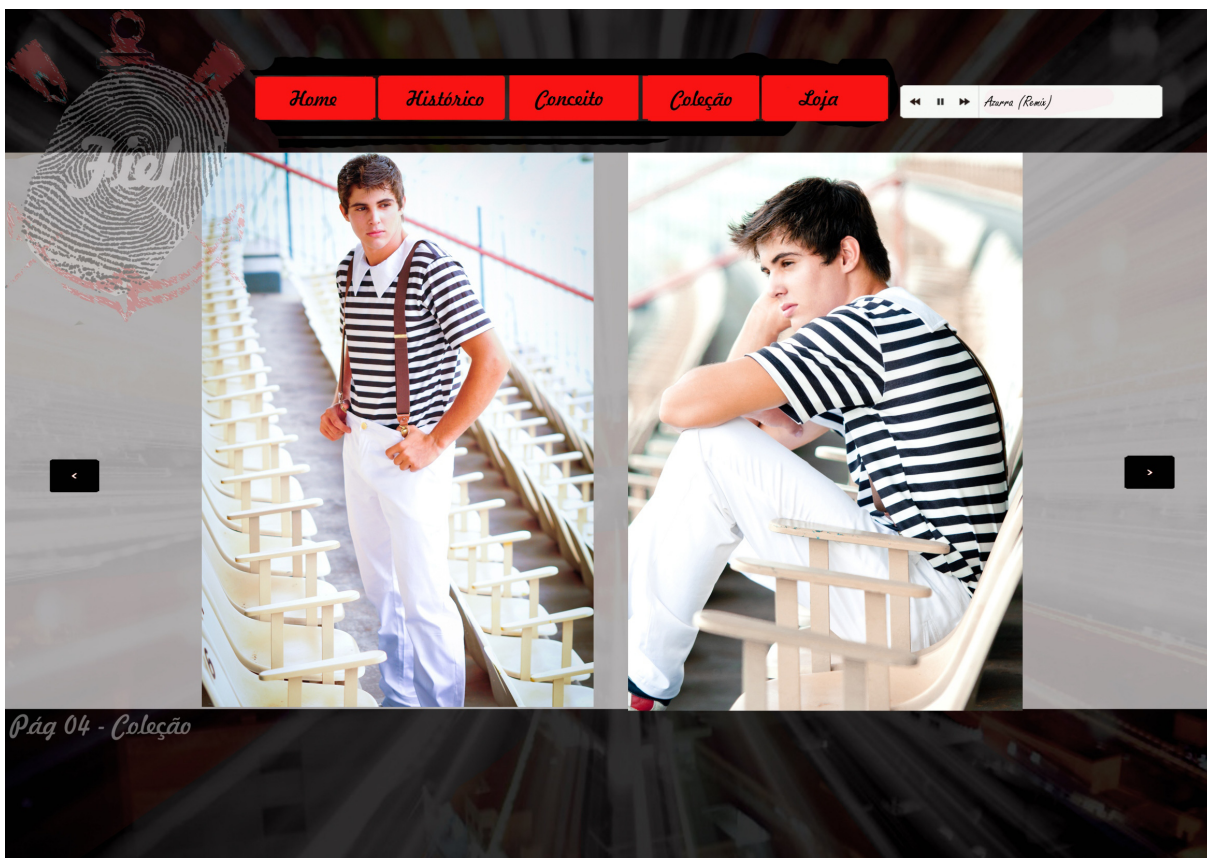 Home Histórico Conceito Coleção Loja
Azurra (Remix)
Fiel
<
>
Pág 04 - Coleção